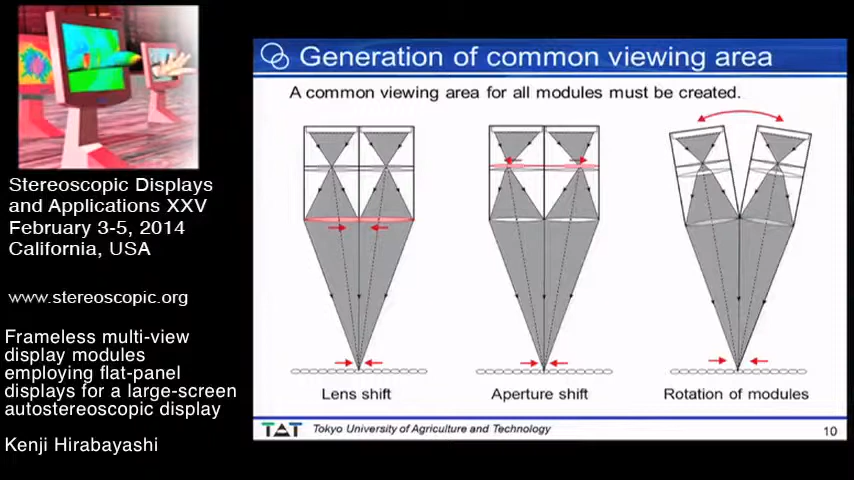 Stereoscopic Displays
and Applications XXV
February 3-5, 2014
California, USA
www.stereoscopic.org
Frameless multi-view
display modules
employing flat-panel
displays for a large-screen
autostereoscopic display
Kenji Hirabayashi
Generation of common viewing area
A common viewing area for all modules must be created.
Lens shift
Aperture shift
Rotation of modules
TAT Tokyo University of Agriculture and Technology
10